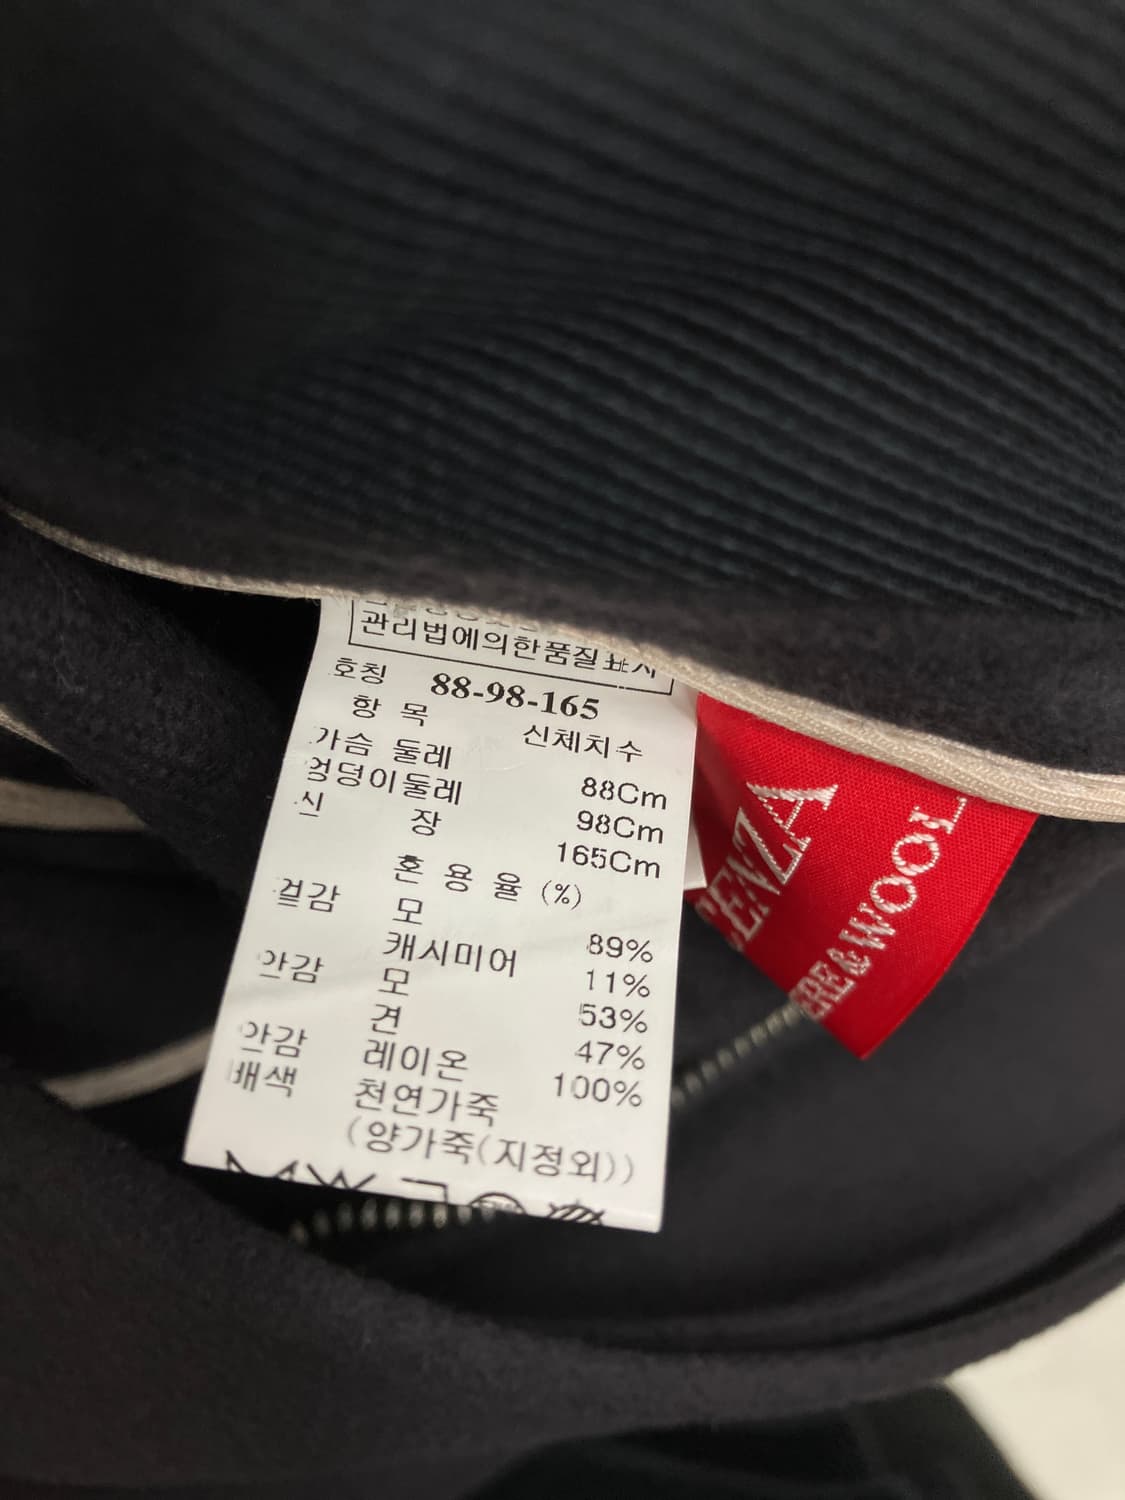 관리법에의한품질표시
호칭 88-98-165
항 목 신체치수
가슴 둘레 88Cm
엉덩이둘레 98Cm
신 장 165Cm
혼 용 율 (%)
겉감 모 89%
캐시미어 11%
안감 모 53%
견 47%
안감 레이온 100%
배색 천연가죽
(양가죽(지정외))
ENZA
ERE&WOOL